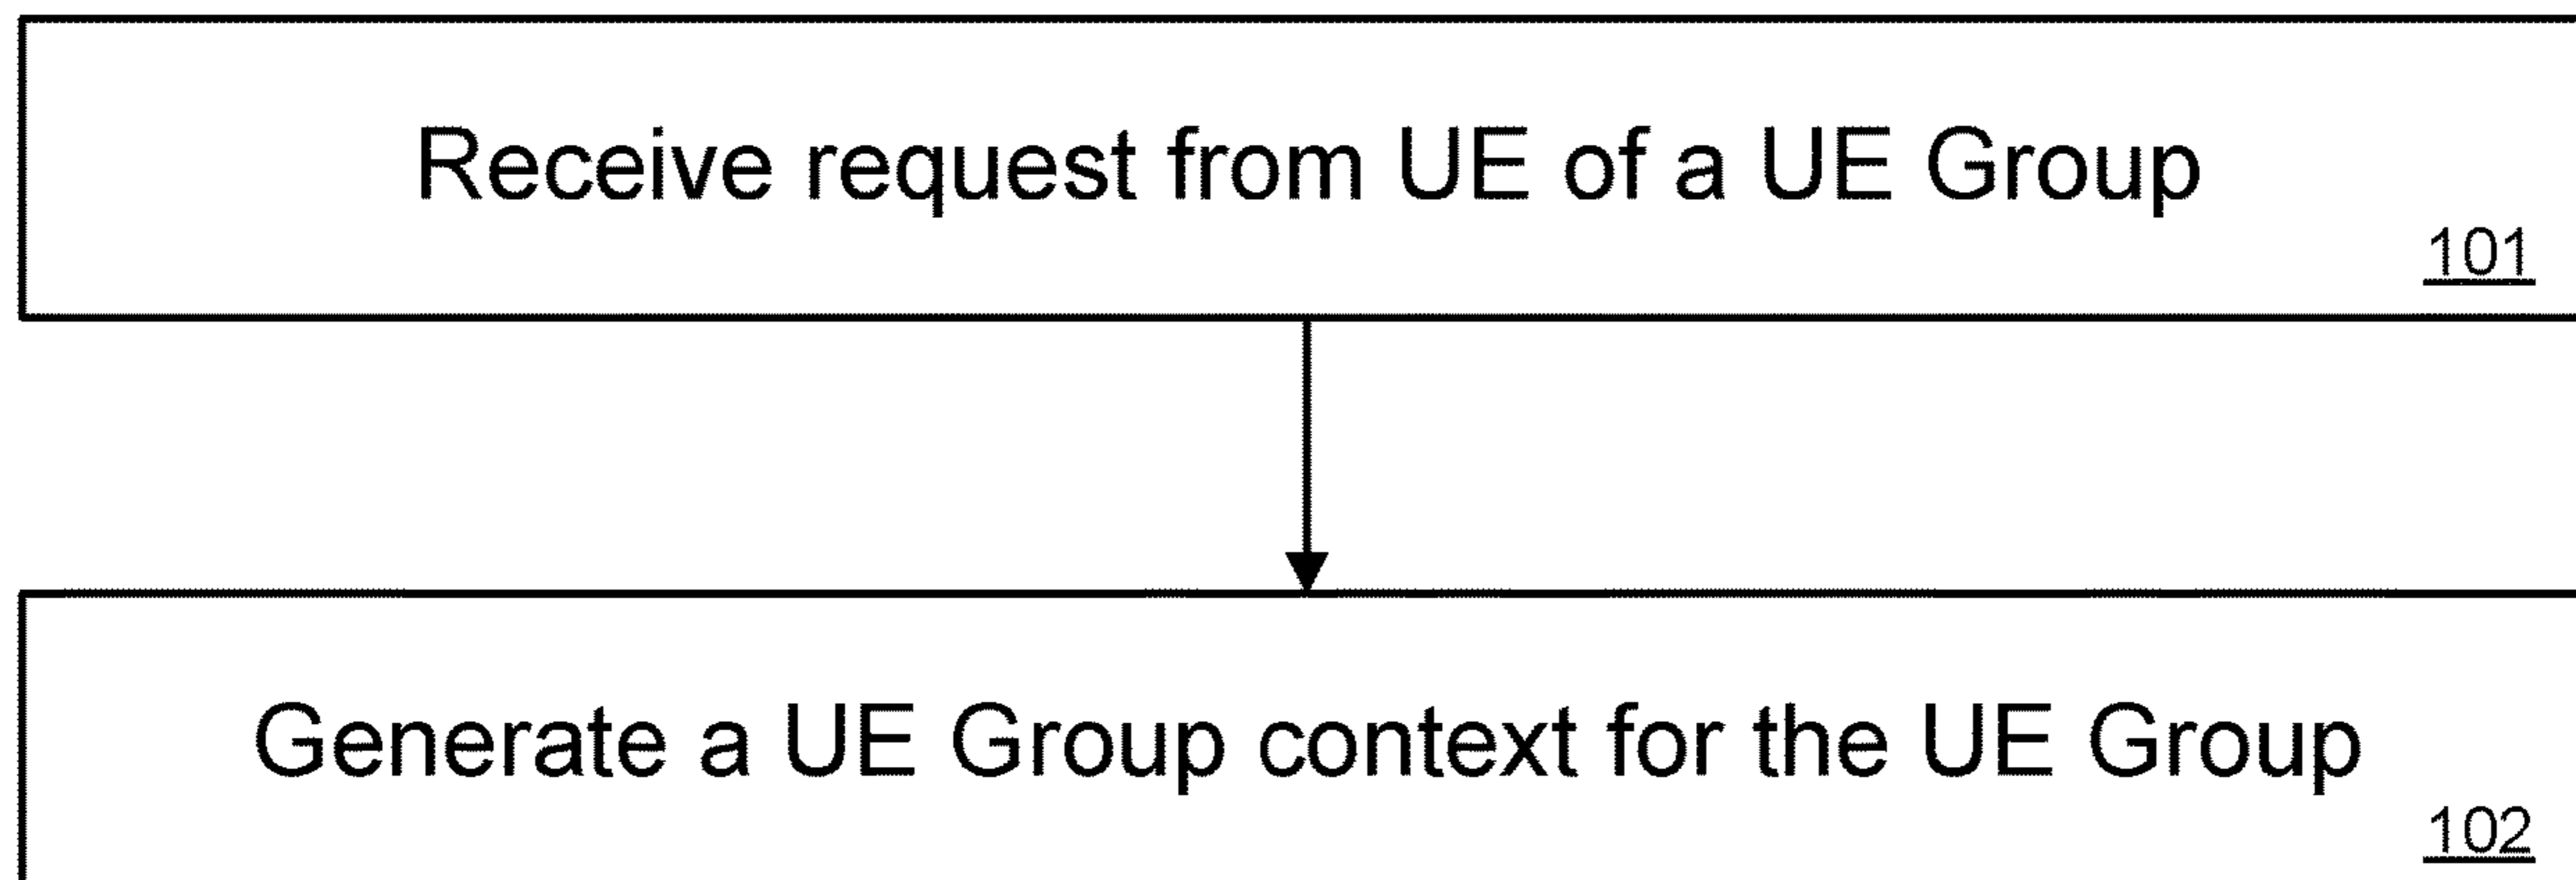 Receive request from UE of a UE Group
101
Generate a UE Group context for the UE Group
102